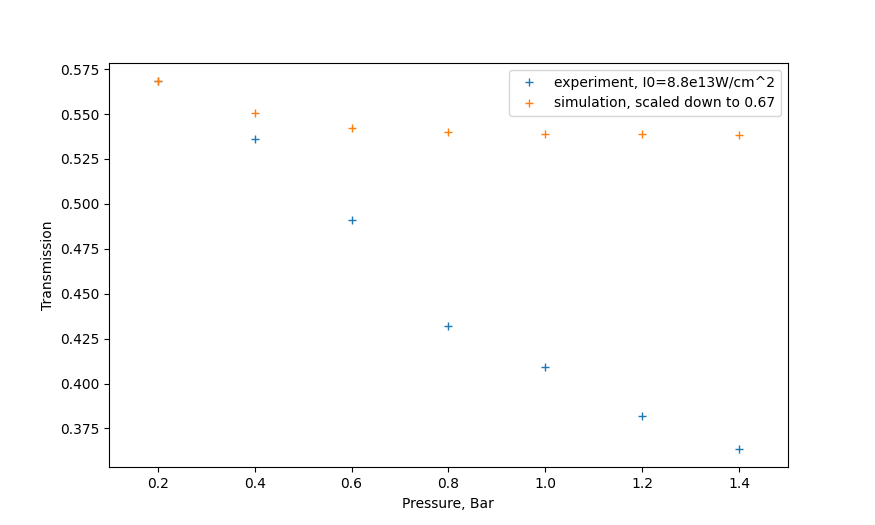 0.575
0.550
0.525
0.500
0.475
0.450
0.425
0.400
0.375
Transmission
experiment, I0=8.8e13W/cm^2
simulation, scaled down to 0.67
0.2 0.4 0.6 0.8 1.0 1.2 1.4
Pressure, Bar